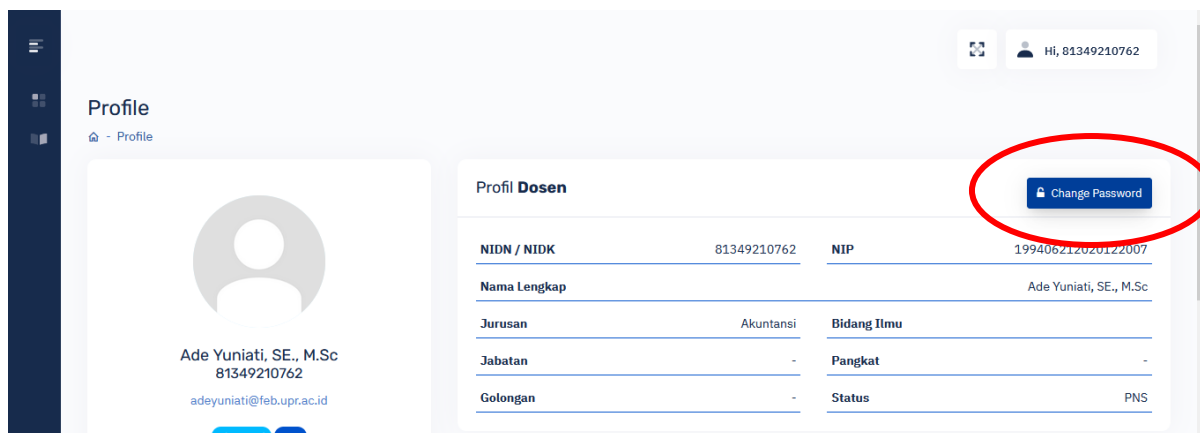 Hi, 81349210762
Profile
- Profile
Profil Dosen
Change Password
NIDN / NIDK 81349210762 NIP 199406212020122007
Nama Lengkap Ade Yuniati, SE., M.Sc
Jurusan Akuntansi Bidang Ilmu
Jabatan - Pangkat -
Golongan - Status PNS
Ade Yuniati, SE., M.Sc
81349210762
adeyuniati@feb.upr.ac.id